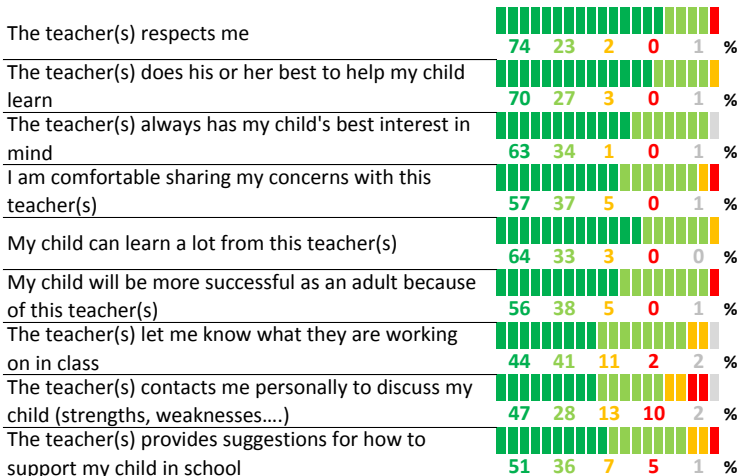 The teacher(s) respects me
74 23 2 0 1 %
The teacher(s) does his or her best to help my child
learn
70 27 3 0 1 %
The teacher(s) always has my child's best interest in
mind
63 34 1 0 1 %
I am comfortable sharing my concerns with this
teacher(s)
57 37 5 0 1 %
My child can learn a lot from this teacher(s)
64 33 3 0 0 %
My child will be more successful as an adult because
of this teacher(s)
56 38 5 0 1 %
The teacher(s) let me know what they are working
on in class
44 41 11 2 2 %
The teacher(s) contacts me personally to discuss my
child (strengths, weaknesses....)
47 28 13 10 2 %
The teacher(s) provides suggestions for how to
support my child in school
51 36 7 5 1 %